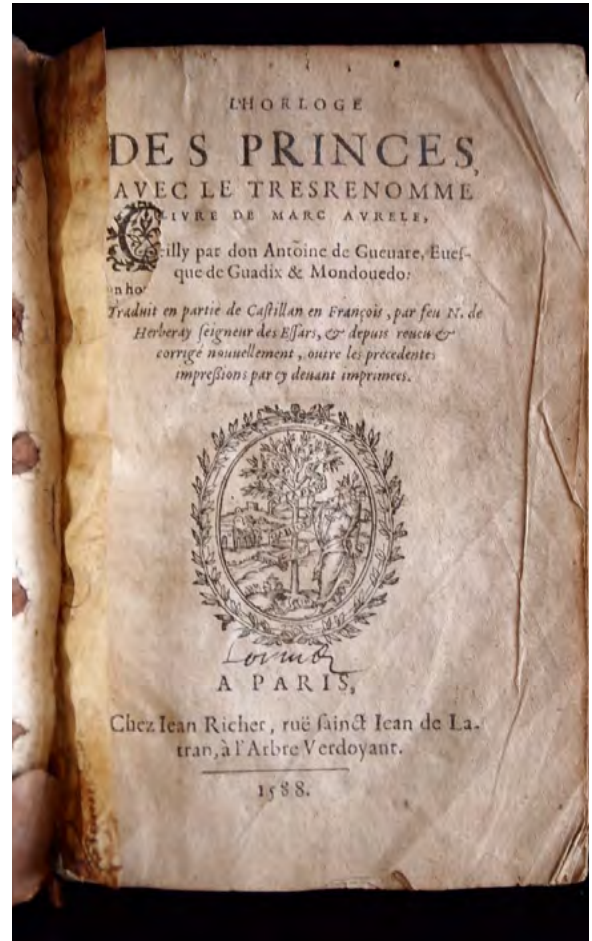 L'HORLOGE
DES PRINCES,
AVEC LE TRESRENOMME
LIVRE DE MARC AVRELE,
illy par don Antoine de Gueuare, Eueſ-
que de Guadix & Mondouedo:
n ho
Traduit en partie de Caſtillan en François, par feu N. de
Herberay ſeigneur des Eſſars, & depuis reueu &
corrigé nouuellement, outre les precedentes
impreſsions par cy deuant imprimees.
A PARIS,
Chez Iean Richer, ruë ſainct Iean de La-
tran, à l'Arbre Verdoyant.
1588.